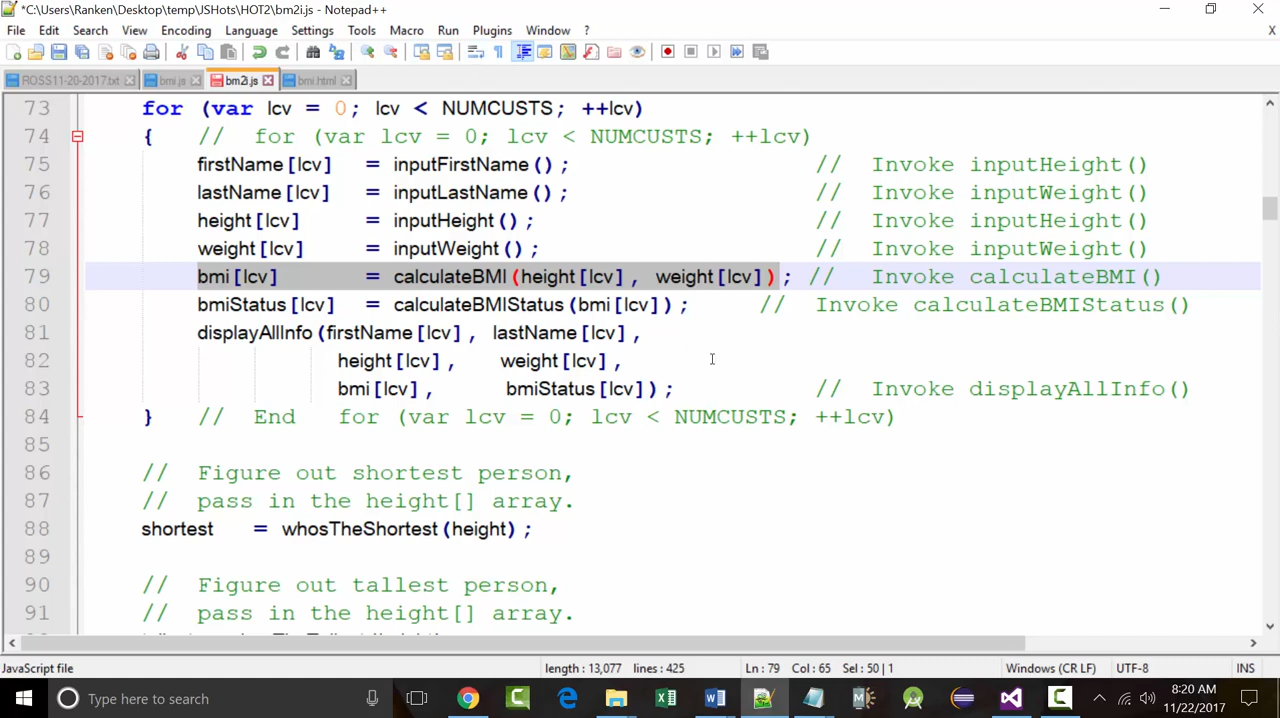 *C:\Users\Ranken\Desktop\temp\JSHots\HOT2\bm2i.js - Notepad++
File Edit Search View Encoding Language Settings Tools Macro Run Plugins Window ? X
ROSS11-20-2017.txt bmi.js bm2i.js bmi.html
73 for (var lcv = 0; lcv < NUMCUSTS; ++lcv)
74 { // for (var lcv = 0; lcv < NUMCUSTS; ++lcv)
75 firstName[lcv] = inputFirstName(); // Invoke inputHeight()
76 lastName[lcv] = inputLastName(); // Invoke inputWeight()
77 height[lcv] = inputHeight(); // Invoke inputHeight()
78 weight[lcv] = inputWeight(); // Invoke inputWeight()
79 bmi[lcv] = calculateBMI(height[lcv], weight[lcv]); // Invoke calculateBMI()
80 bmiStatus[lcv] = calculateBMIStatus(bmi[lcv]); // Invoke calculateBMIStatus()
81 displayAllInfo(firstName[lcv], lastName[lcv],
82 height[lcv], weight[lcv],
83 bmi[lcv], bmiStatus[lcv]); // Invoke displayAllInfo()
84 } // End for (var lcv = 0; lcv < NUMCUSTS; ++lcv)
85
86 // Figure out shortest person,
87 // pass in the height[] array.
88 shortest = whosTheShortest(height);
89
90 // Figure out tallest person,
91 // pass in the height[] array.
JavaScript file length : 13,077 lines : 425 Ln : 79 Col : 65 Sel : 50 | 1 Windows (CR LF) UTF-8 INS
Type here to search 8:20 AM
11/22/2017